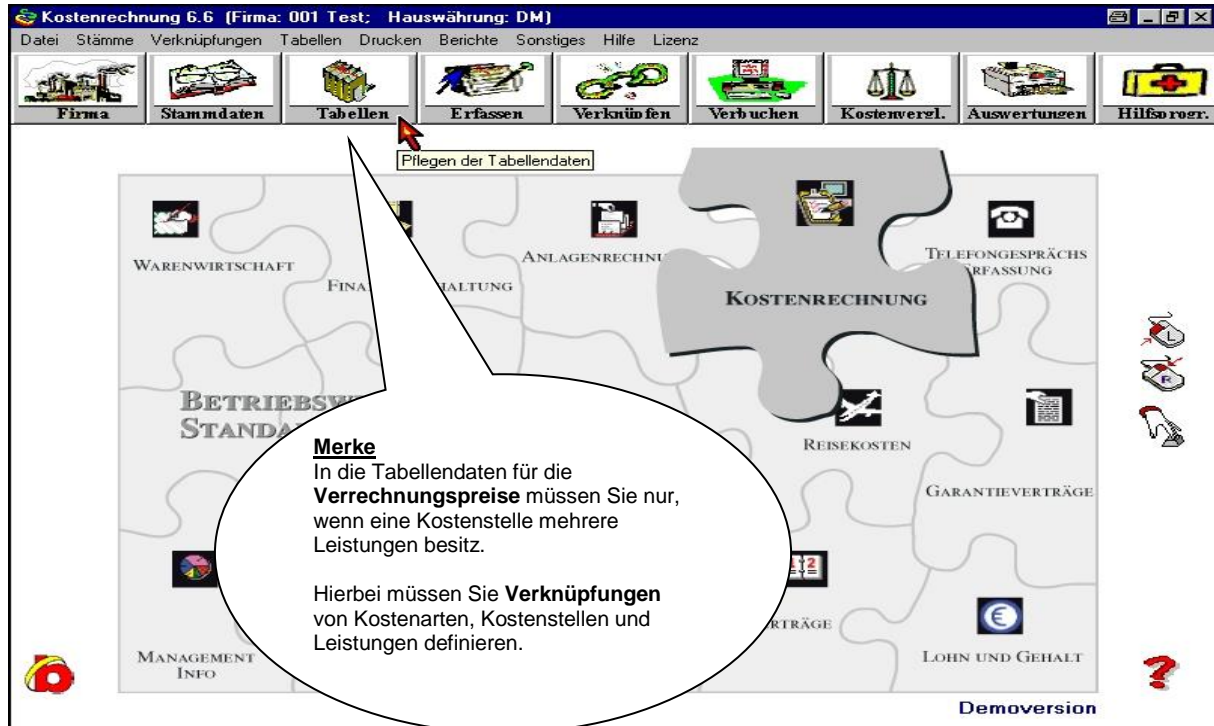 Kostenrechnung 6.6 (Firma: 001 Test; Hauswährung: DM)
Datei Stämme Verknüpfungen Tabellen Drucken Berichte Sonstiges Hilfe Lizenz
Firma Stammdaten Tabellen Erfassen Verknüpfen Verbuchen Kostenvergl. Auswertungen Hilfsprogr.
Pflegen der Tabellendaten
WARENWIRTSCHAFT
FINA HALTUNG
ANLAGENRECHNU
KOSTENRECHNUNG
TELEFONGESPRÄCHS
ERFASSUNG
BETRIEBSW
STANDA
REISEKOSTEN
GARANTIEVERTRÄGE
Merke
In die Tabellendaten für die
Verrechnungspreise müssen Sie nur,
wenn eine Kostenstelle mehrere
Leistungen besitz.
Hierbei müssen Sie Verknüpfungen
von Kostenarten, Kostenstellen und
Leistungen definieren.
MANAGEMENT
INFO
RTRÄGE
LOHN UND GEHALT
Demoversion